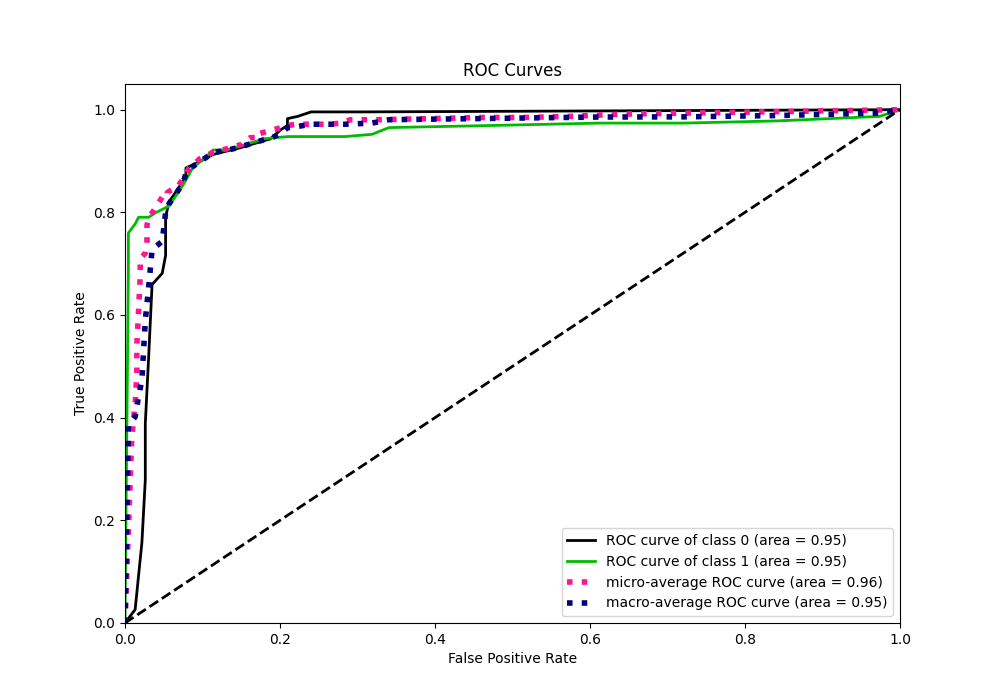 ROC Curves
True Positive Rate
1.0
0.8
0.6
0.4
0.2
0.0
0.0 0.2 0.4 0.6 0.8 1.0
False Positive Rate
ROC curve of class 0 (area = 0.95)
ROC curve of class 1 (area = 0.95)
micro-average ROC curve (area = 0.96)
macro-average ROC curve (area = 0.95)